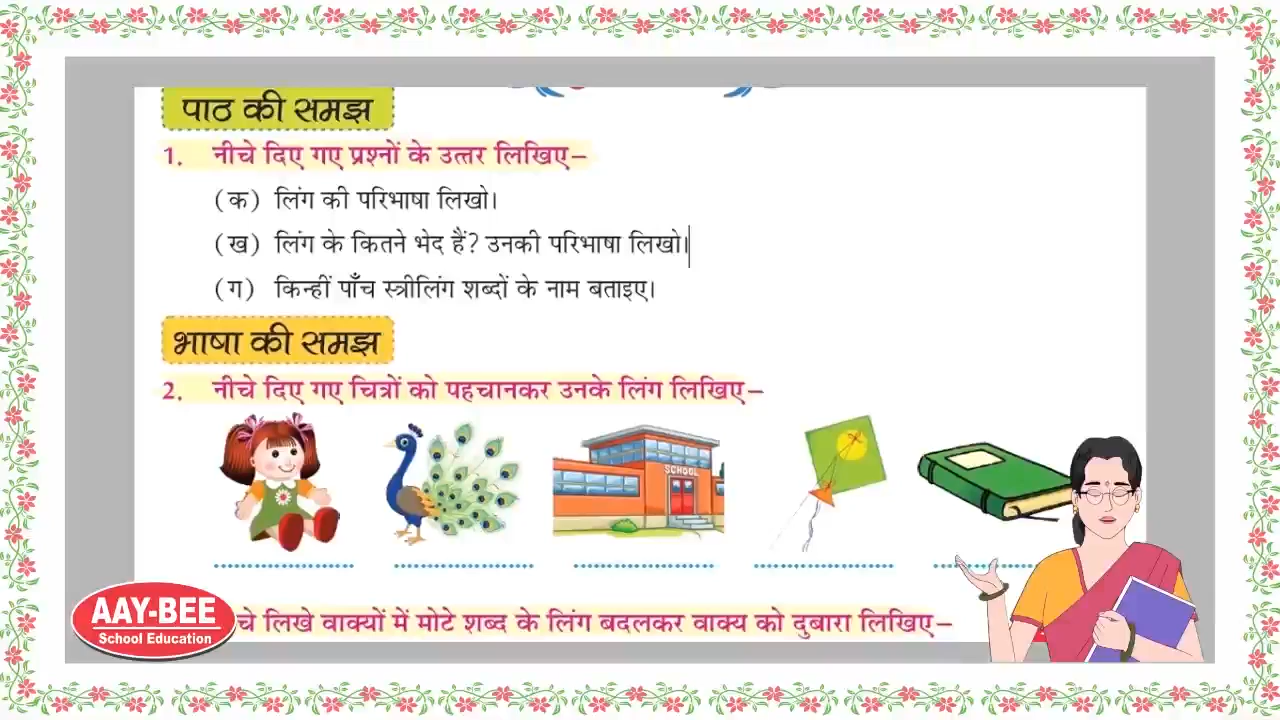 पाठ की समझ
1. नीचे दिए गए प्रश्नों के उत्तर लिखिए–
(क) लिंग की परिभाषा लिखो।
(ख) लिंग के कितने भेद हैं? उनकी परिभाषा लिखो।
(ग) किन्हीं पाँच स्त्रीलिंग शब्दों के नाम बताइए।
भाषा की समझ
2. नीचे दिए गए चित्रों को पहचानकर उनके लिंग लिखिए–
SCHOOL
चे लिखे वाक्यों में मोटे शब्द के लिंग बदलकर वाक्य को दुबारा लिखिए–
AAY-BEE
School Education